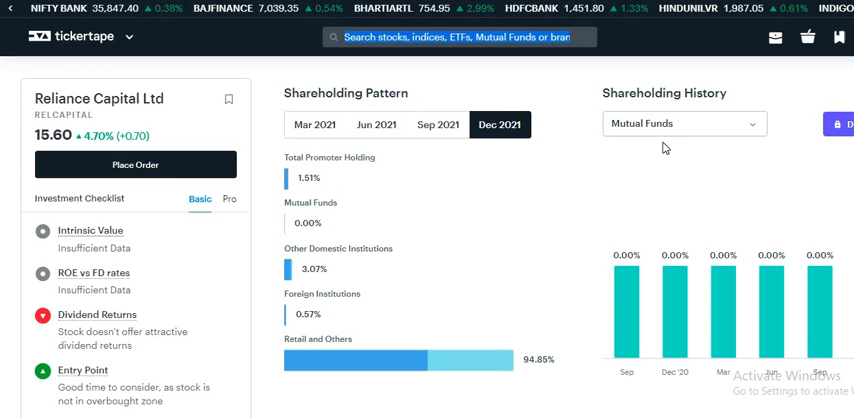 NIFTY BANK 35,847.40 ▲ 0.38% BAJFINANCE 7,039.35 ▲ 0.54% BHARTIARTL 754.95 ▲ 2.99% HDFCBANK 1,451.80 ▲ 1.33% HINDUNILVR 1,987.05 ▲ 0.61% INDIGO
tickertape
Search stocks, indices, ETFs, Mutual Funds or bran
Reliance Capital Ltd
RELCAPITAL
15.60 ▲ 4.70% (+0.70)
Place Order
Investment Checklist Basic Pro
Intrinsic Value
Insufficient Data
ROE vs FD rates
Insufficient Data
Dividend Returns
Stock doesn't offer attractive
dividend returns
Entry Point
Good time to consider, as stock is
not in overbought zone
Shareholding Pattern
Mar 2021 Jun 2021 Sep 2021 Dec 2021
Total Promoter Holding
1.51%
Mutual Funds
0.00%
Other Domestic Institutions
3.07%
Foreign Institutions
0.57%
Retail and Others
94.85%
Shareholding History
Mutual Funds
D
0.00% 0.00% 0.00% 0.00% 0.00%
Sep Dec '20 Mar Jun Sep
Activate Windows
Go to Settings to activate W